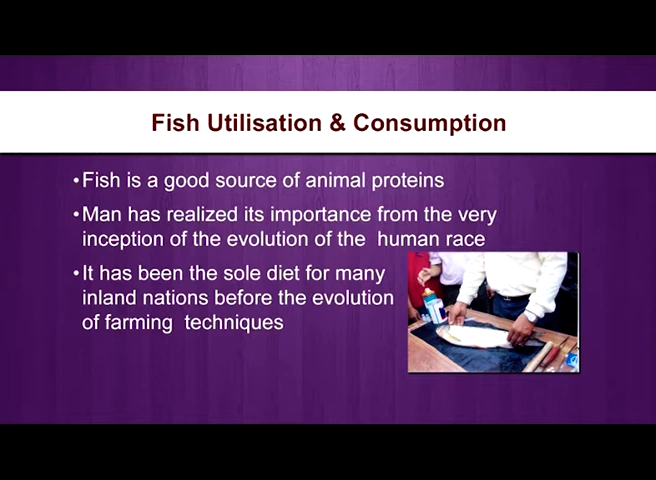 Fish Utilisation & Consumption
•Fish is a good source of animal proteins
•Man has realized its importance from the very
inception of the evolution of the  human race
•It has been the sole diet for many
inland nations before the evolution
of farming  techniques